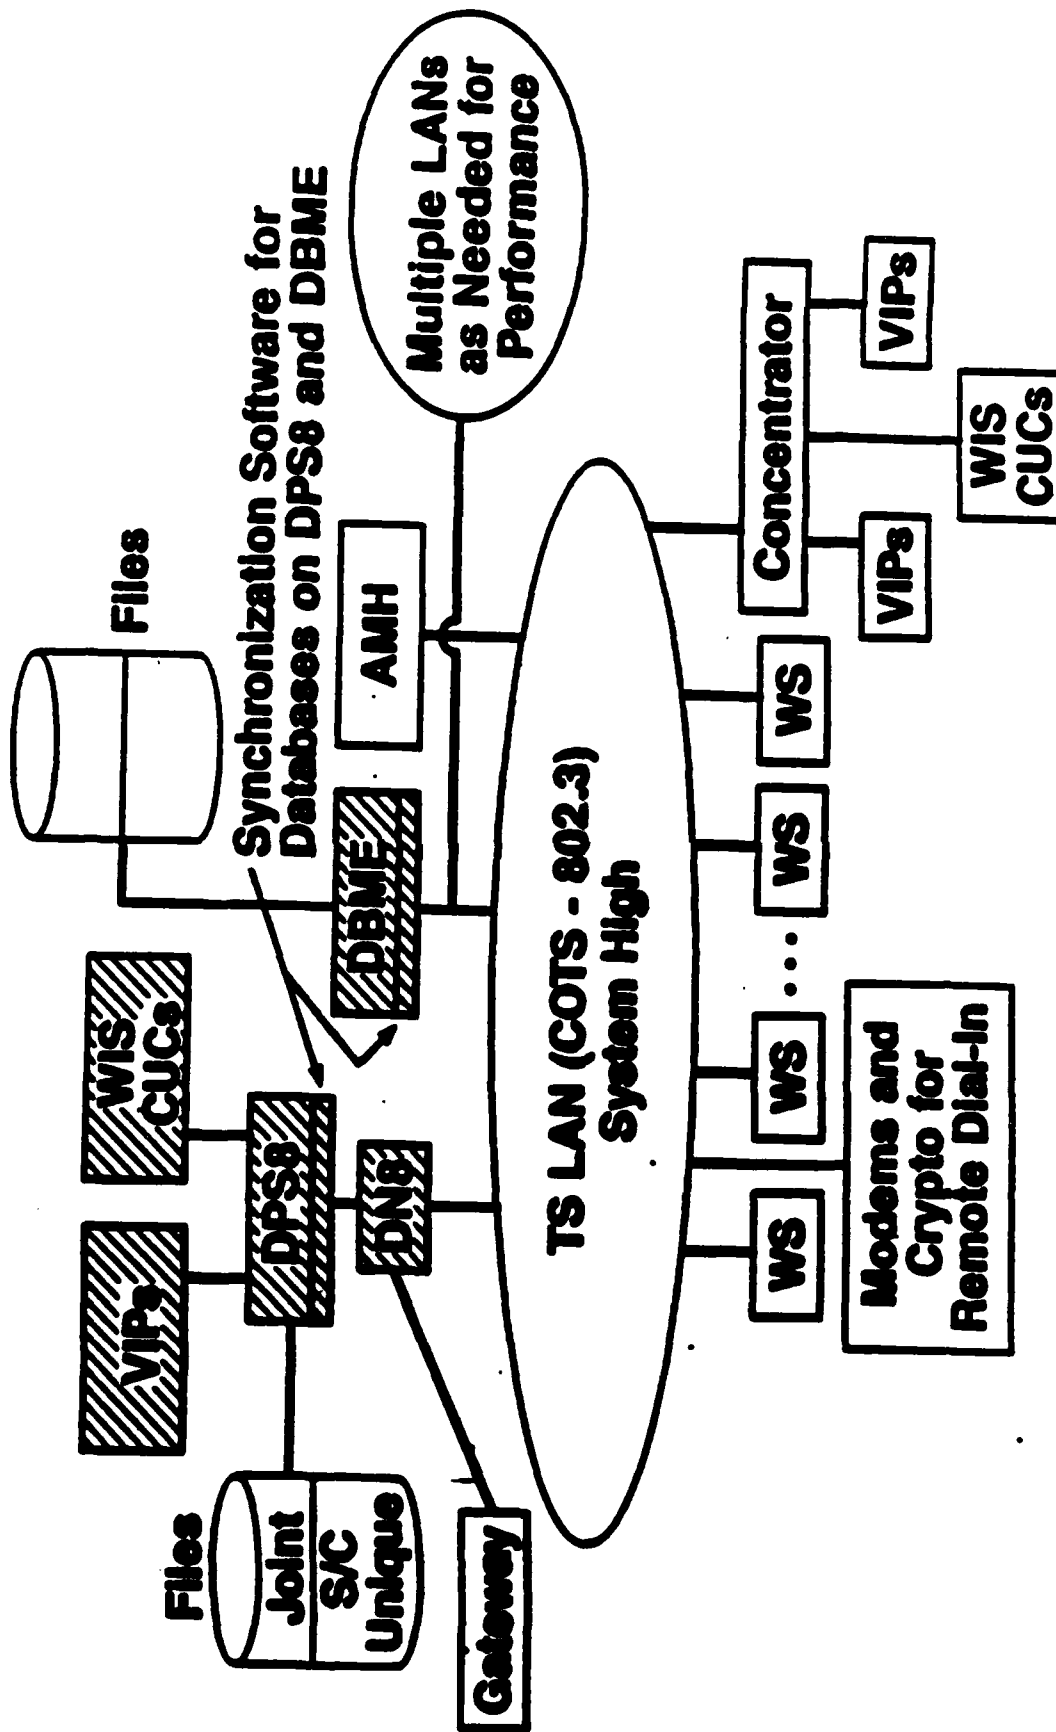 Files
Joint
S/C
Unique
Gateway
VIPs
WIS
CUCs
DPS8
DN8
Files
Synchronization Software for
Databases on DPS8 and DBME
DBME
AMH
Multiple LANs
as Needed for
Performance
TS LAN (COTS - 802.3)
System High
WS
WS
....
WS
WS
Modems and
Crypto for
Remote Dial-In
Concentrator
VIPs
VIPs
WIS
CUCs